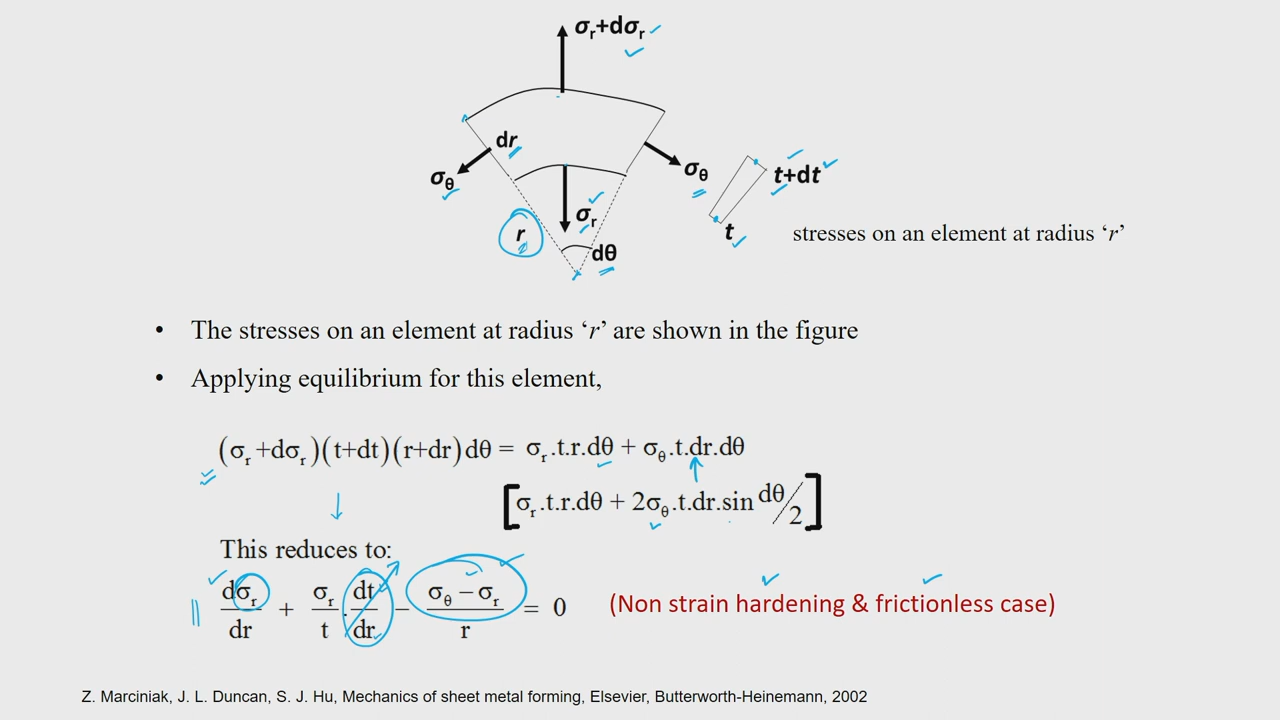 σr+dσr
dr
σθ
σθ
t+dt
σr
r
t
stresses on an element at radius ‘r’
dθ
• The stresses on an element at radius ‘r’ are shown in the figure
• Applying equilibrium for this element,
(σr+dσr)(t+dt)(r+dr)dθ = σr.t.r.dθ + σθ.t.dr.dθ
[σr.t.r.dθ + 2σθ.t.dr.sin dθ/2]
This reduces to:
dσr/dr + σr/t . dt/dr − σθ − σr/r = 0 (Non strain hardening & frictionless case)
Z. Marciniak, J. L. Duncan, S. J. Hu, Mechanics of sheet metal forming, Elsevier, Butterworth-Heinemann, 2002